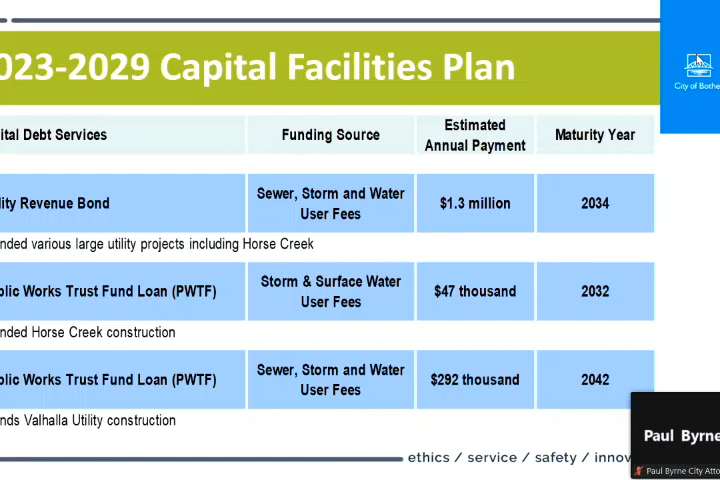 023-2029 Capital Facilities Plan
City of Bothe
ital Debt Services
Funding Source
Estimated
Annual Payment
Maturity Year
lity Revenue Bond
Sewer, Storm and Water
User Fees
$1.3 million
2034
nded various large utility projects including Horse Creek
blic Works Trust Fund Loan (PWTF)
Storm & Surface Water
User Fees
$47 thousand
2032
nded Horse Creek construction
blic Works Trust Fund Loan (PWTF)
Sewer, Storm and Water
User Fees
$292 thousand
2042
nds Valhalla Utility construction
ethics / service / safety / innov
Paul Byrne
Paul Byrne City Atto